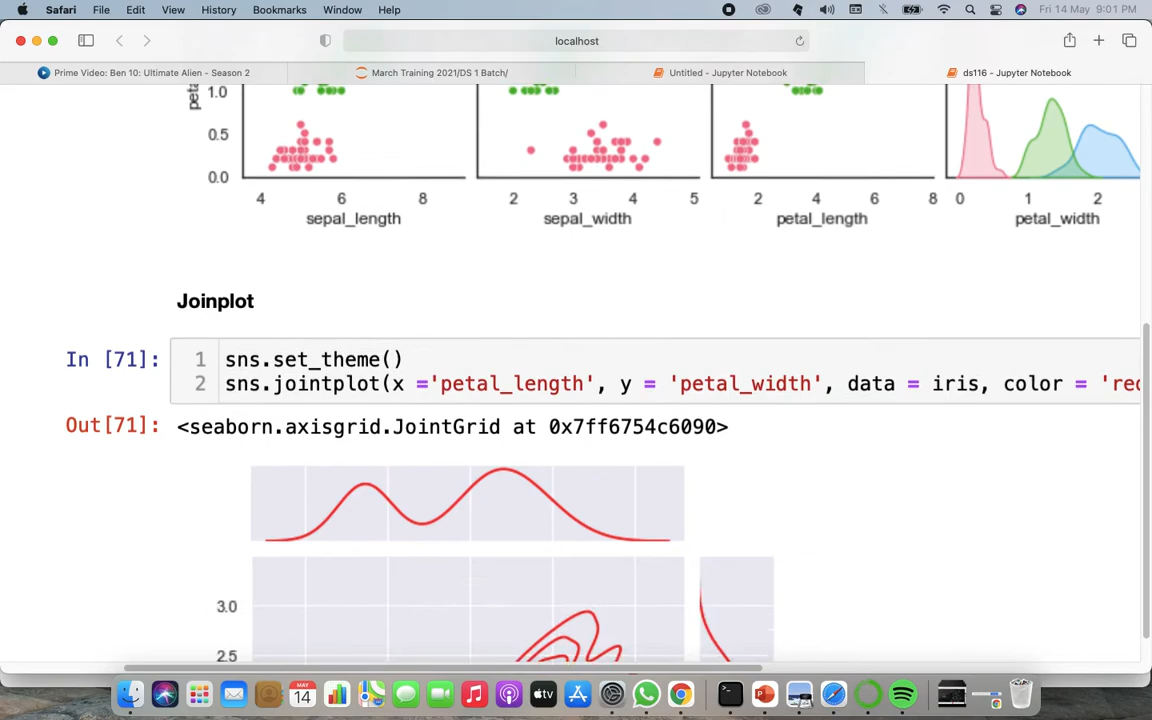 Safari File Edit View History Bookmarks Window Help Fri 14 May 9:01 PM
localhost
Prime Video: Ben 10: Ultimate Alien - Season 2 March Training 2021/DS 1 Batch/ Untitled - Jupyter Notebook ds116 - Jupyter Notebook
1.0
0.5
0.0
4 6 8 2 3 4 5 2 4 6 8 0 1 2
sepal_length sepal_width petal_length petal_width
Joinplot
In [71]: 1 sns.set_theme()
2 sns.jointplot(x ='petal_length', y = 'petal_width', data = iris, color = 'red
Out[71]: <seaborn.axisgrid.JointGrid at 0x7ff6754c6090>
3.0
2.5
MAY
14
tv